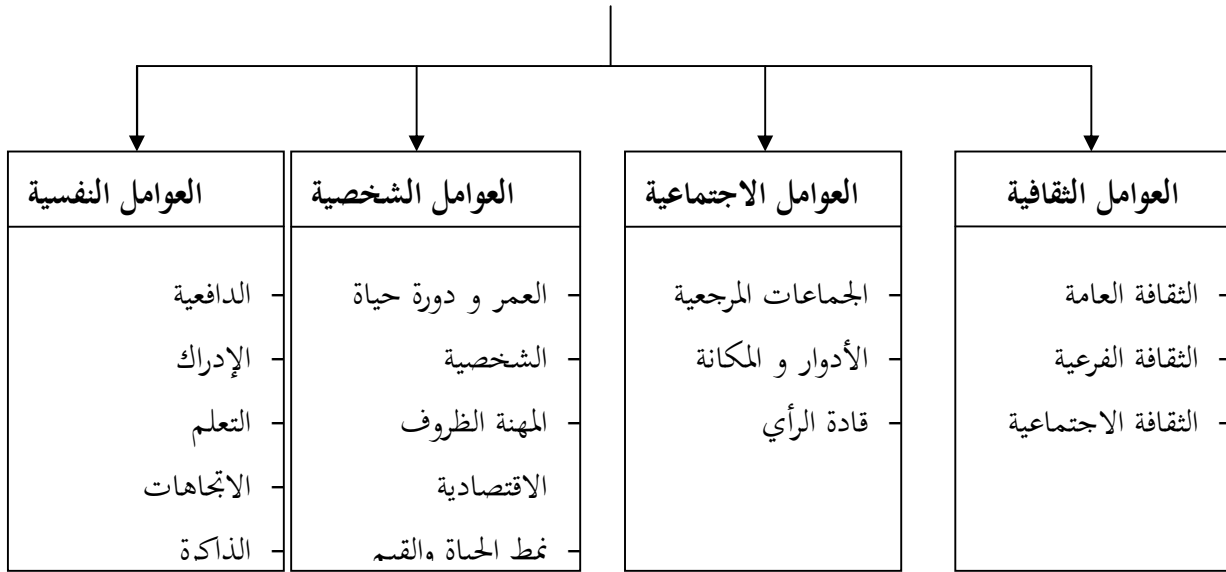 العوامل الثقافية
- الثقافة العامة
- الثقافة الفرعية
- الثقافة الاجتماعية
العوامل الاجتماعية
- الجماعات المرجعية
- الأدوار و المكانة
- قادة الرأي
العوامل الشخصية
- العمر و دورة حياة
- الشخصية
- المهنة الظروف
الاقتصادية
- نمط الحياة والقيم
العوامل النفسية
- الدافعية
- الإدراك
- التعلم
- الاتجاهات
- الذاكرة